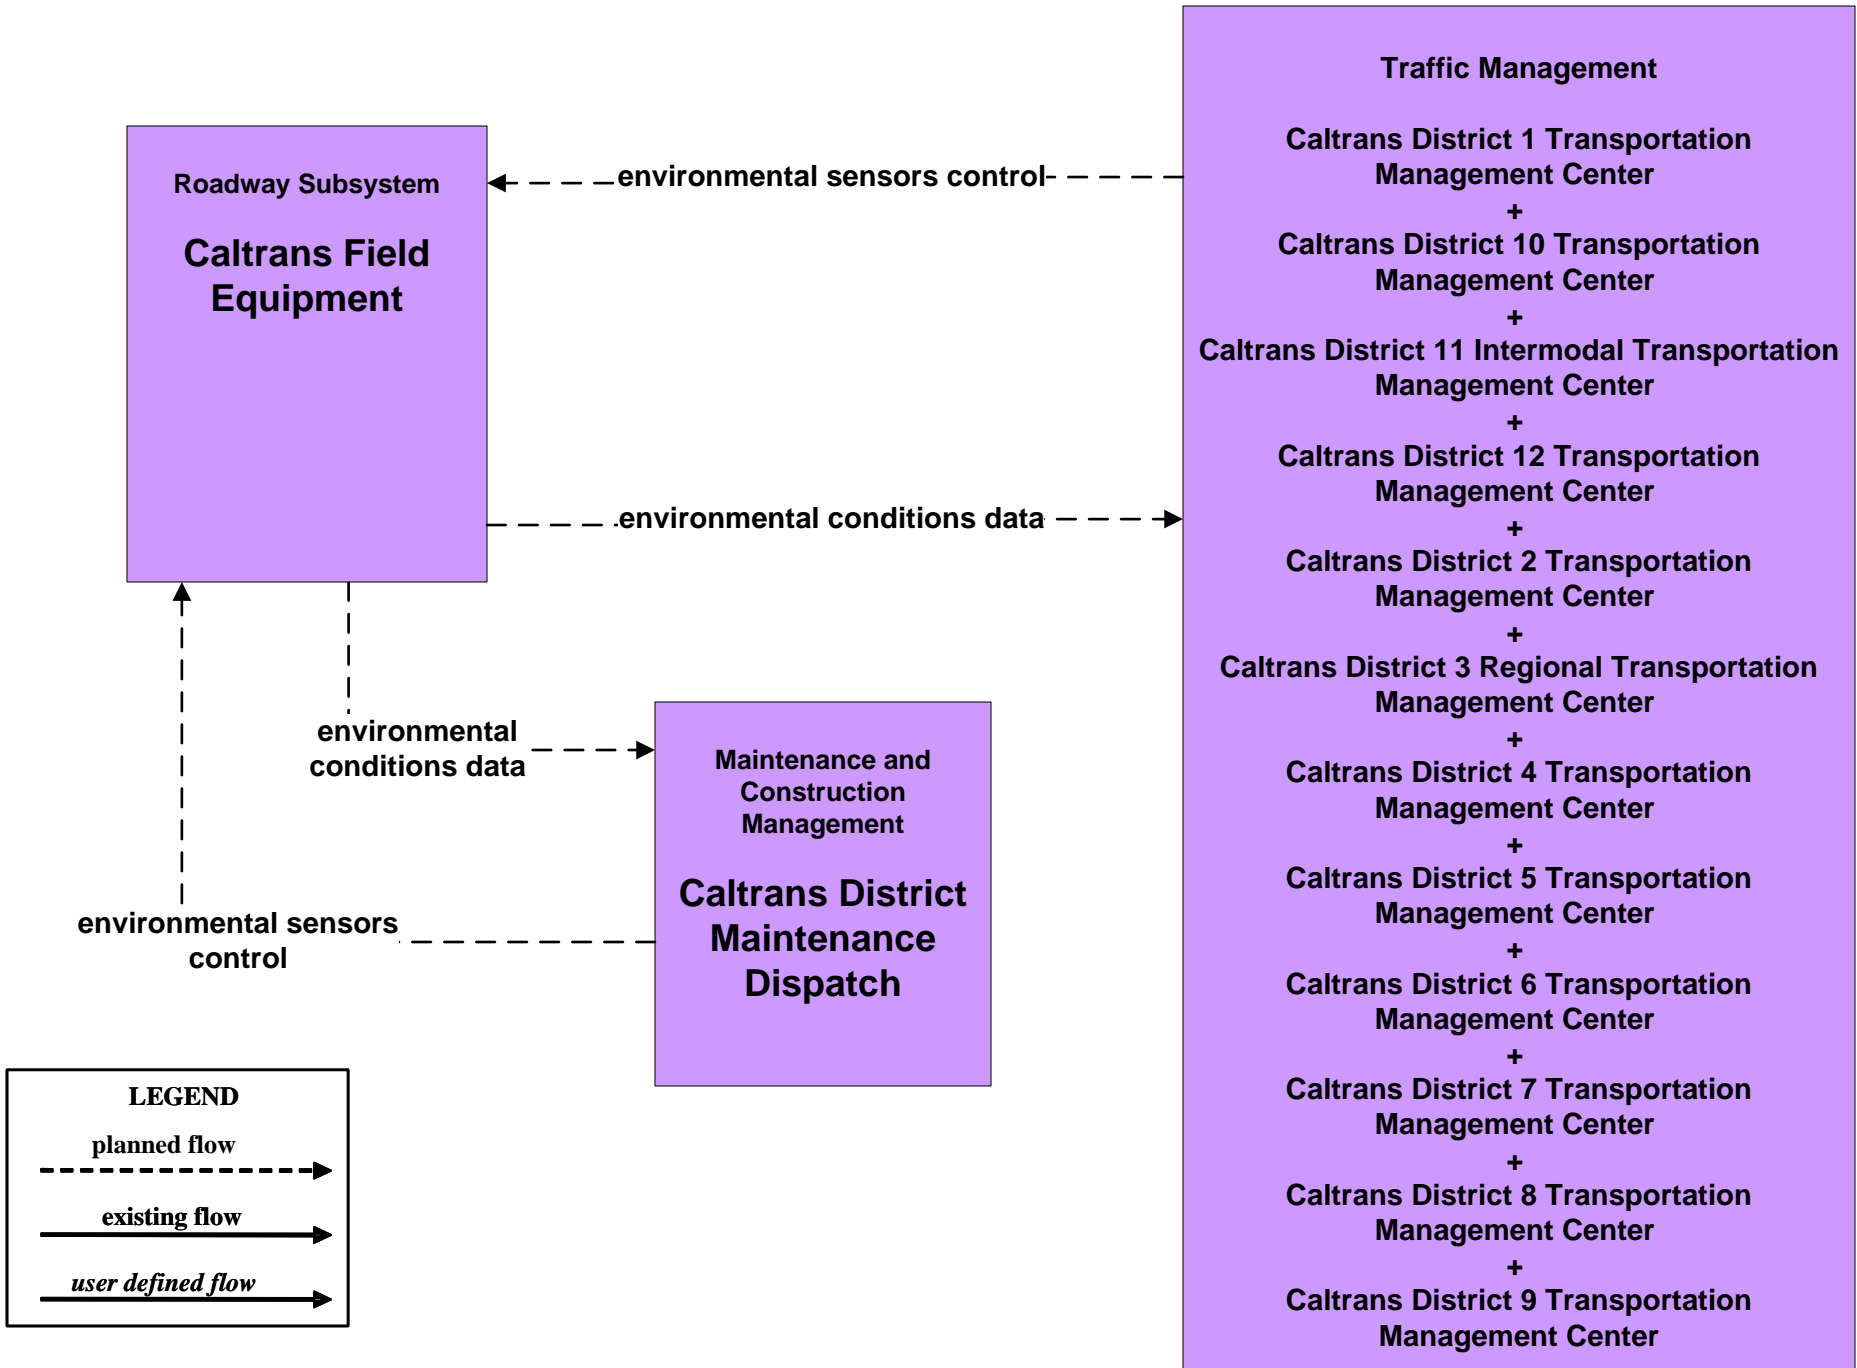 Traffic Management
Caltrans District 1 Transportation
Management Center
+
Caltrans District 10 Transportation
Management Center
+
Caltrans District 11 Intermodal Transportation
Management Center
+
Caltrans District 12 Transportation
Management Center
+
Caltrans District 2 Transportation
Management Center
+
Caltrans District 3 Regional Transportation
Management Center
+
Caltrans District 4 Transportation
Management Center
+
Caltrans District 5 Transportation
Management Center
+
Caltrans District 6 Transportation
Management Center
+
Caltrans District 7 Transportation
Management Center
+
Caltrans District 8 Transportation
Management Center
+
Caltrans District 9 Transportation
Management Center
Roadway Subsystem
Caltrans Field
Equipment
environmental sensors control
environmental conditions data
environmental
conditions data
Maintenance and
Construction
Management
Caltrans District
Maintenance
Dispatch
environmental sensors
control
LEGEND
planned flow
existing flow
user defined flow